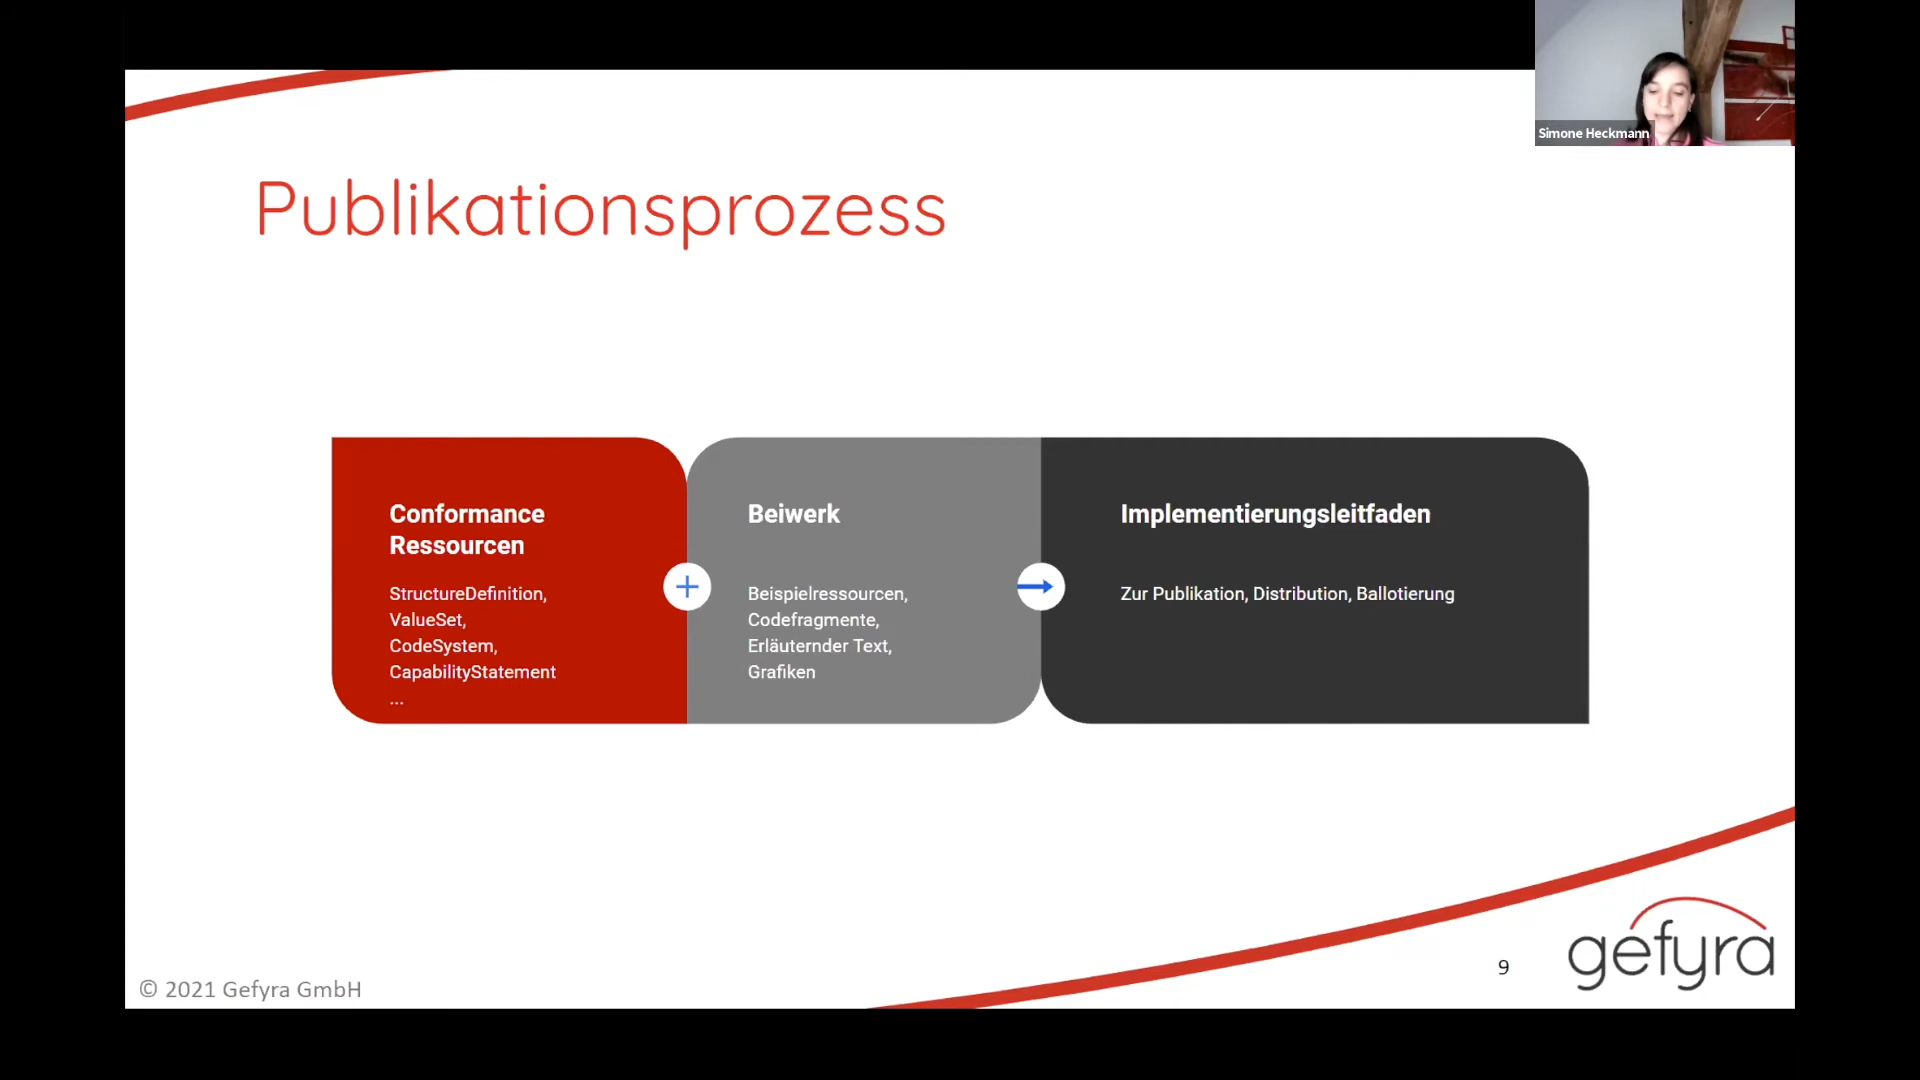 Simone Heckmann
Publikationsprozess
Conformance
Ressourcen
StructureDefinition,
ValueSet,
CodeSystem,
CapabilityStatement
...
Beiwerk
Beispielressourcen,
Codefragmente,
Erläuternder Text,
Grafiken
Implementierungsleitfaden
Zur Publikation, Distribution, Ballotierung
© 2021 Gefyra GmbH
9
gefyra